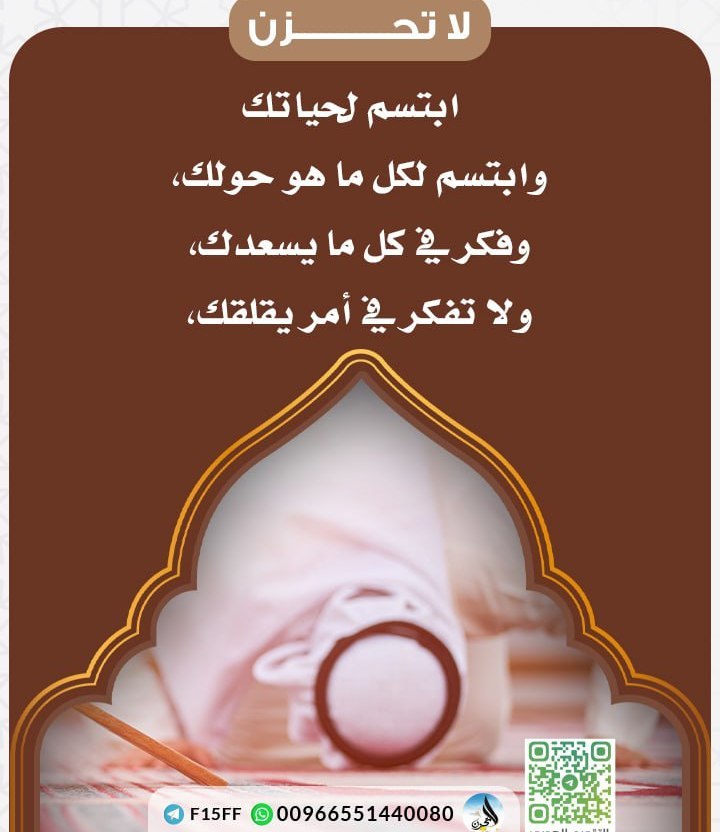 لا تحـــــزن
ابتسم لحياتك
وابتسم لكل ما هو حولك،
وفكر في كل ما يسعدك،
ولا تفكر في أمر يقلقك،
F15FF 00966551440080